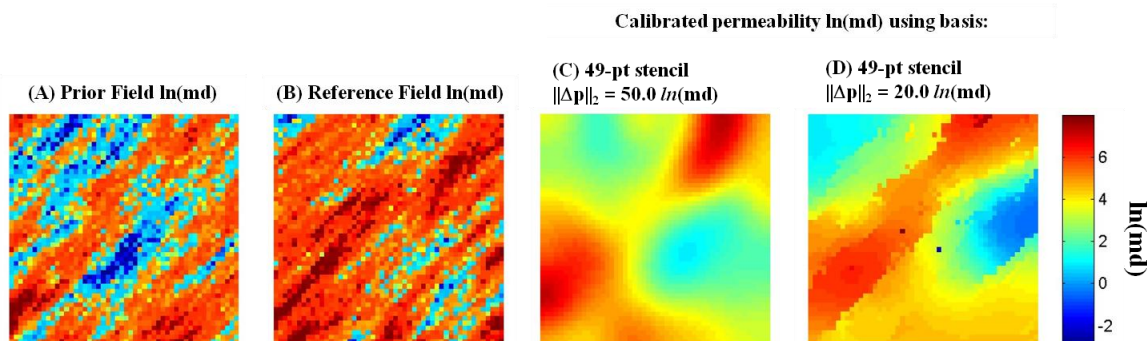 Calibrated permeability ln(md) using basis:
(A) Prior Field ln(md)
(B) Reference Field ln(md)
(C) 49-pt stencil
||Δp||₂ = 50.0 ln(md)
(D) 49-pt stencil
||Δp||₂ = 20.0 ln(md)
6
4
2
0
-2
ln(md)